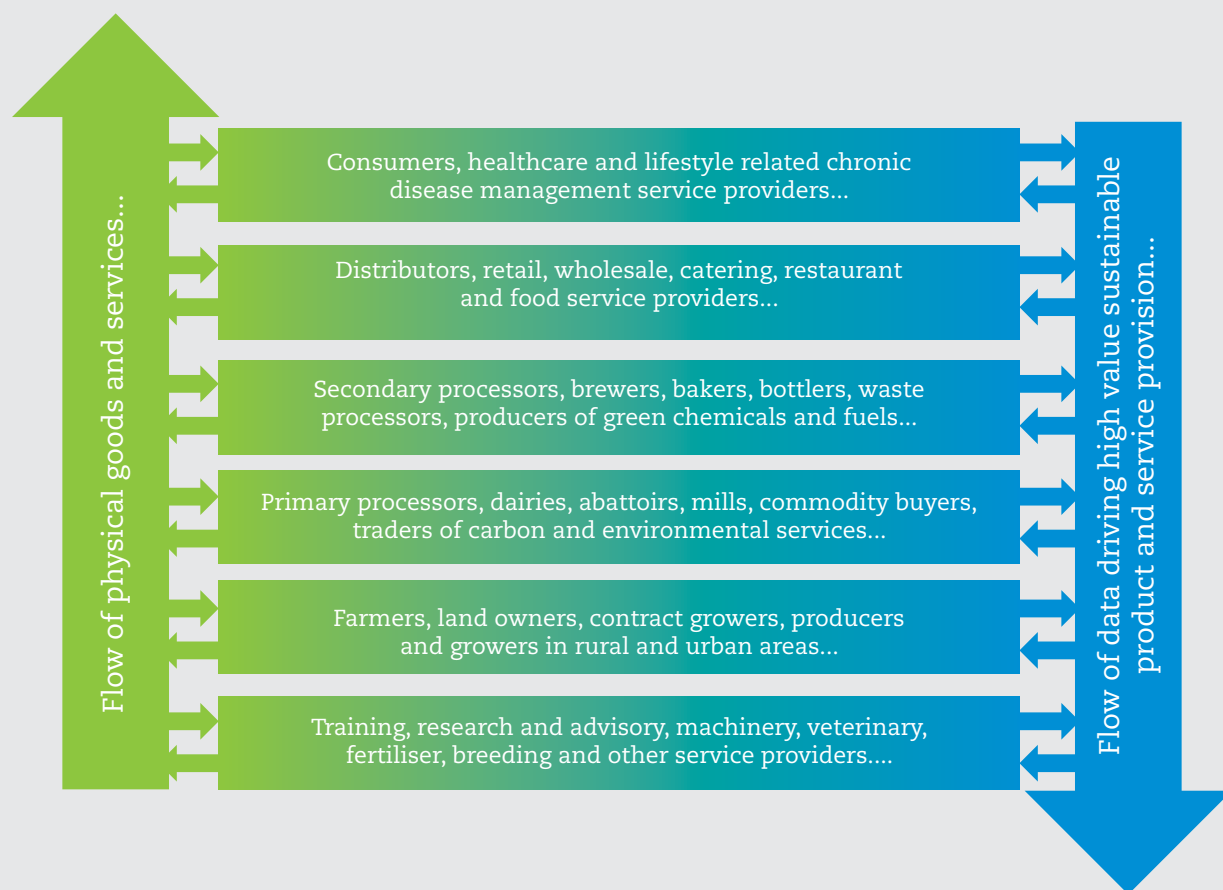 Flow of physical goods and services...
Consumers, healthcare and lifestyle related chronic
disease management service providers...
Distributors, retail, wholesale, catering, restaurant
and food service providers...
Secondary processors, brewers, bakers, bottlers, waste
processors, producers of green chemicals and fuels...
Primary processors, dairies, abattoirs, mills, commodity buyers,
traders of carbon and environmental services...
Farmers, land owners, contract growers, producers
and growers in rural and urban areas...
Training, research and advisory, machinery, veterinary,
fertiliser, breeding and other service providers....
Flow of data driving high value sustainable
product and service provision...